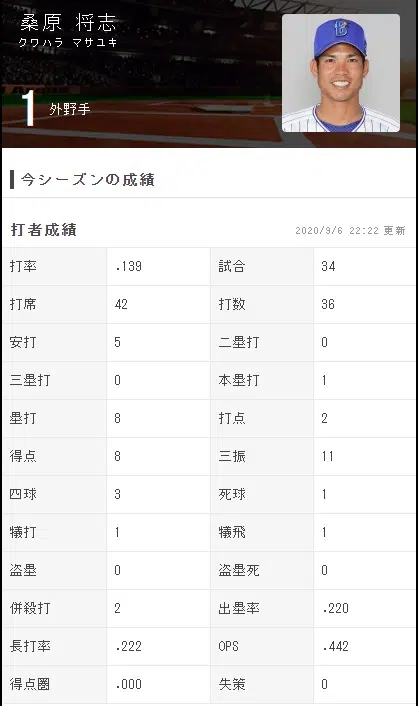 桑原 将志
クワハラ マサユキ
1 外野手
今シーズンの成績
打者成績 2020/9/6 22:22 更新
打率 .139 試合 34
打席 42 打数 36
安打 5 二塁打 0
三塁打 0 本塁打 1
塁打 8 打点 2
得点 8 三振 11
四球 3 死球 1
犠打 1 犠飛 1
盗塁 0 盗塁死 0
併殺打 2 出塁率 .220
長打率 .222 OPS .442
得点圏 .000 失策 0